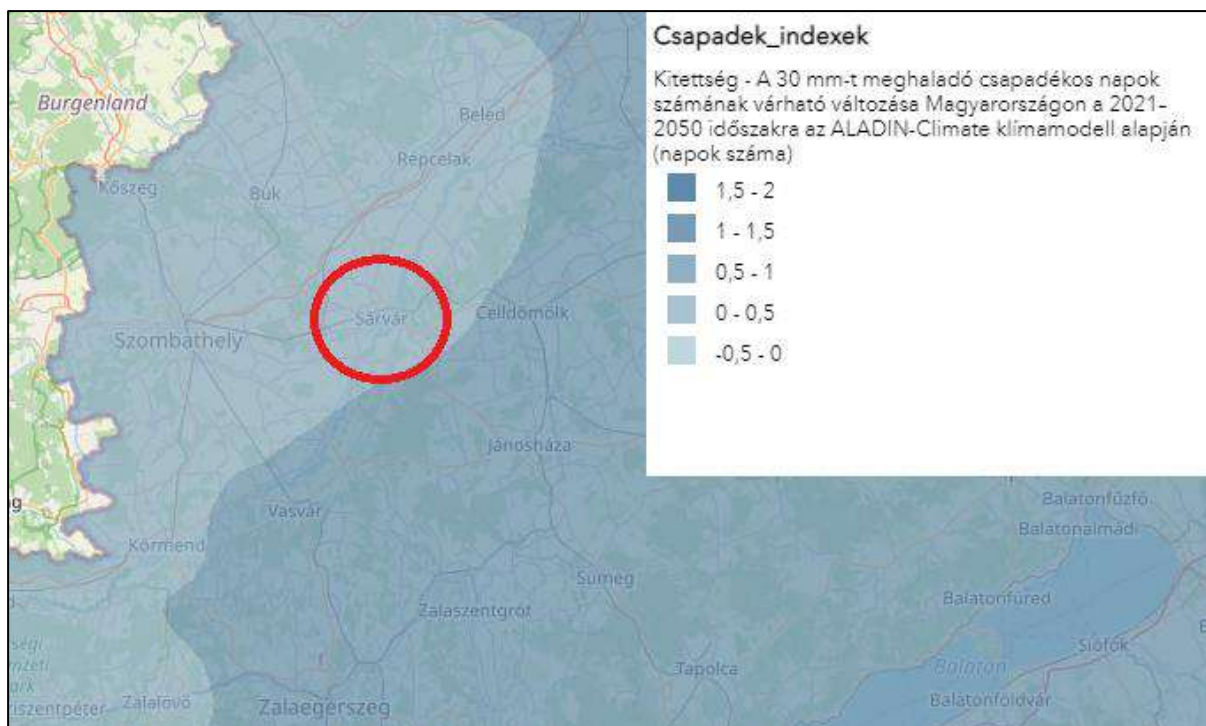 Csapadek_indexek
Kitettség - A 30 mm-t meghaladó csapadékos napok
számának várható változása Magyarországon a 2021-
2050 időszakra az ALADIN-Climate klímamodell alapján
(napok száma)
1,5 - 2
1 - 1,5
0,5 - 1
0 - 0,5
-0,5 - 0
Burgenland
Beled
Répcelak
Kőszeg
Bük
Sárvár
Celldömölk
Szombathely
Jánosháza
Vasvár
Körmend
Balatonfűzfő
Balatonalmádi
Sümeg
Zalaszentgrót
Balatonfüred
Siófok
Tapolca
Balaton
Zalalövő
Zalaegerszeg
Balatonföldvár
riszentpéter